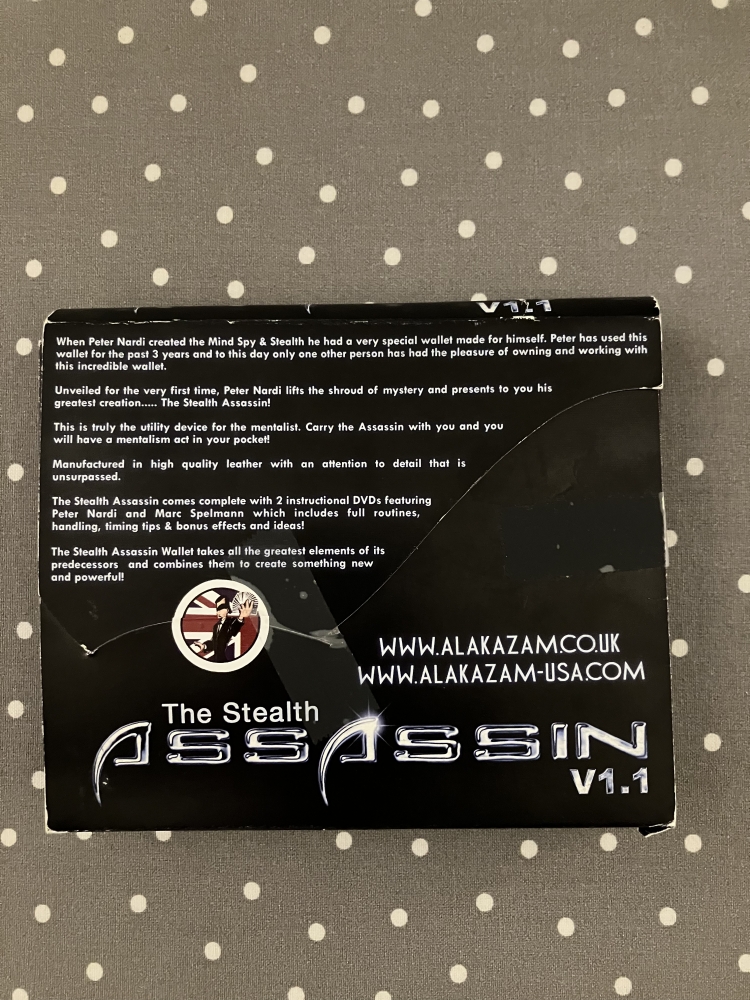 V1.1
When Peter Nardi created the Mind Spy & Stealth he had a very special wallet made for himself. Peter has used this
wallet for the past 3 years and to this day only one other person has had the pleasure of owning and working with
this incredible wallet.
Unveiled for the very first time, Peter Nardi lifts the shroud of mystery and presents to you his
greatest creation..... The Stealth Assassin!
This is truly the utility device for the mentalist. Carry the Assassin with you and you
will have a mentalism act in your pocket!
Manufactured in high quality leather with an attention to detail that is
unsurpassed.
The Stealth Assassin comes complete with 2 instructional DVDs featuring
Peter Nardi and Marc Spelmann which includes full routines,
handling, timing tips & bonus effects and ideas!
The Stealth Assassin Wallet takes all the greatest elements of its
predecessors and combines them to create something new
and powerful!
WWW.ALAKAZAM.CO.UK
WWW.ALAKAZAM-USA.COM
The Stealth
ASSASSIN
V1.1